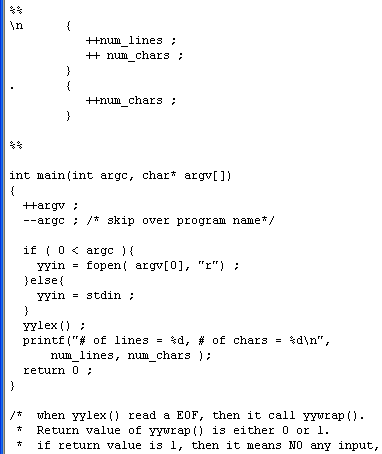 %%
\n      {
          ++num_lines ;
          ++ num_chars ;
        }
.       {
          ++num_chars ;
        }

%%

int main(int argc, char* argv[])
{
  ++argv ;
  --argc ; /* skip over program name*/

  if ( 0 < argc ){
    yyin = fopen( argv[0], "r") ;
  }else{
    yyin = stdin ;
  }
  yylex() ;
  printf("# of lines = %d, # of chars = %d\n",
      num_lines, num_chars );
  return 0 ;
}

/*  when yylex() read a EOF, then it call yywrap().
 *  Return value of yywrap() is either 0 or 1.
 *  if return value is 1, then it means NO any input,